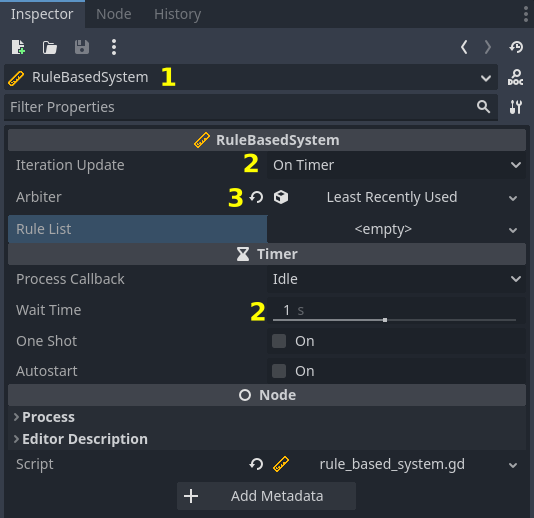 Inspector Node History
RuleBasedSystem 1
DOC
Filter Properties
RuleBasedSystem
Iteration Update 2 On Timer
Arbiter 3 Least Recently Used
Rule List <empty>
Timer
Process Callback Idle
Wait Time 2 1 s
One Shot On
Autostart On
Node
Process
Editor Description
Script rule_based_system.gd
Add Metadata